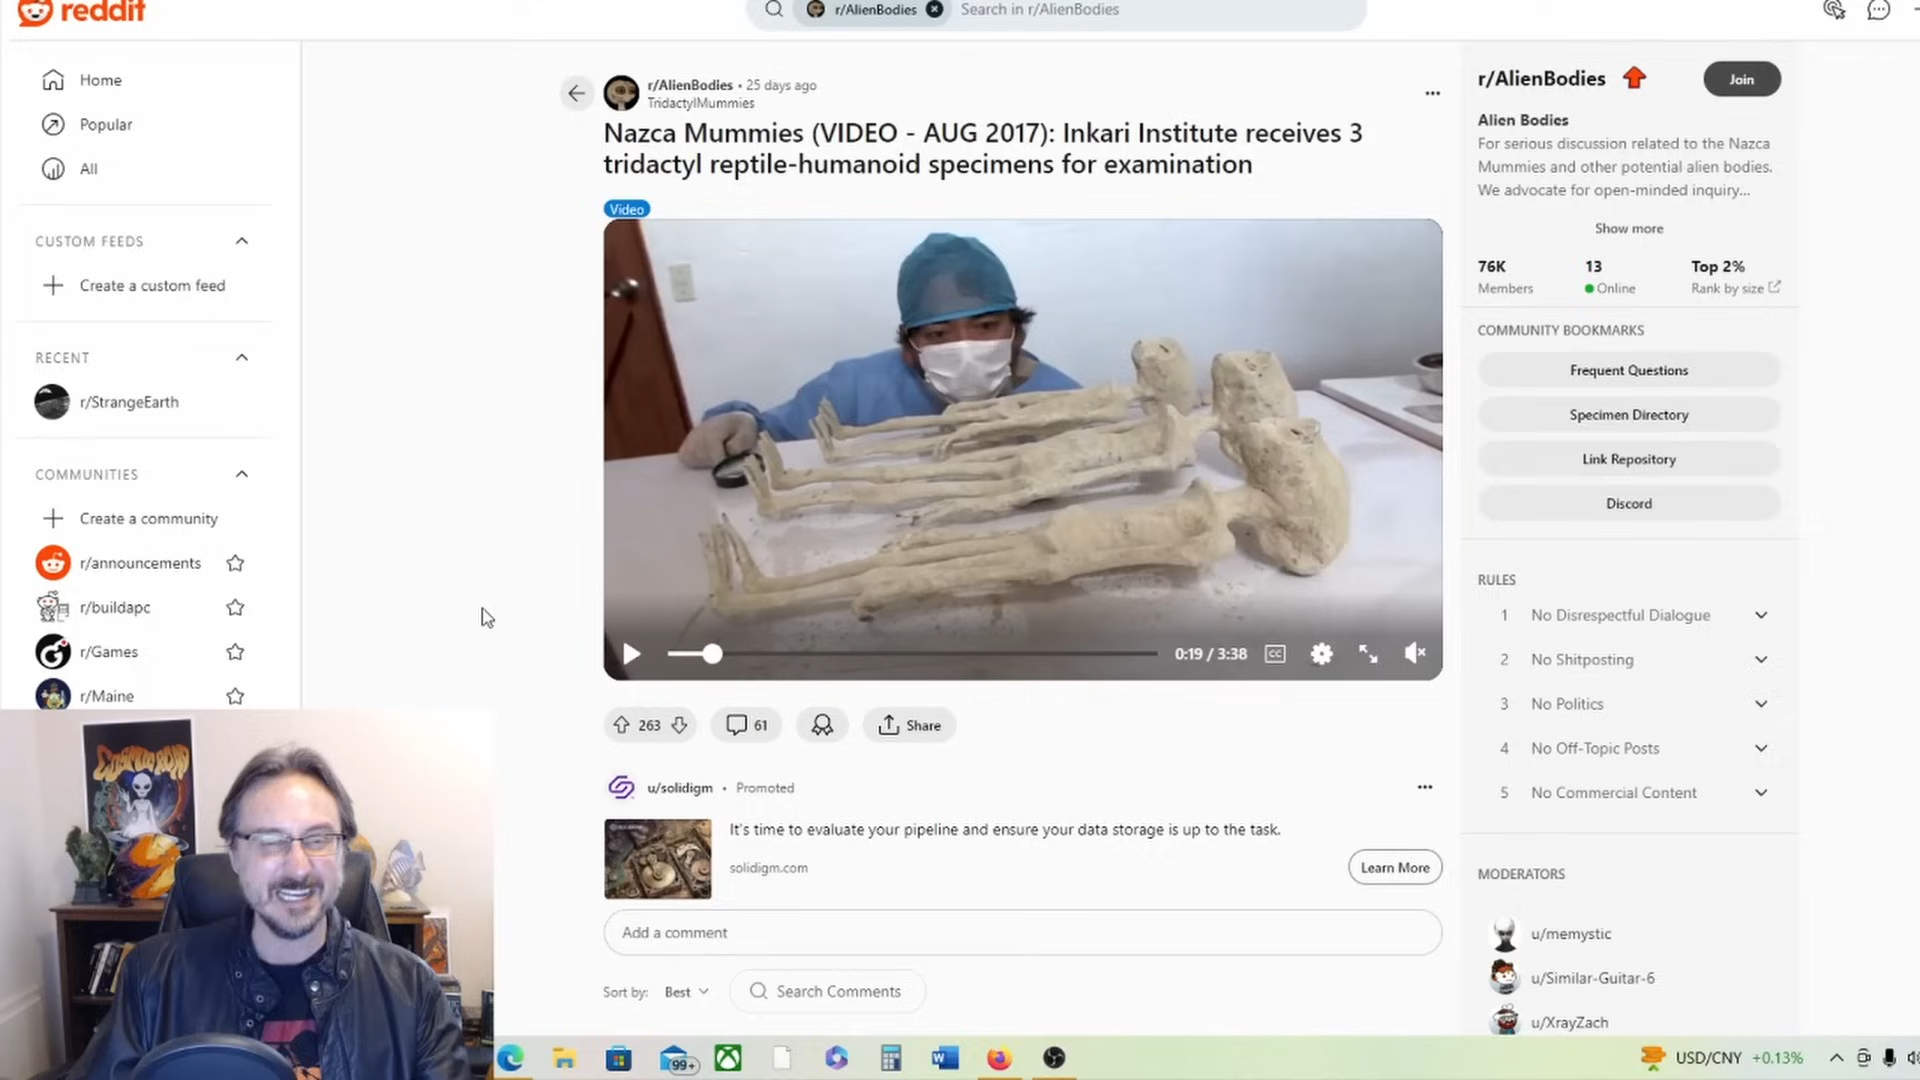 reddit
r/AlienBodies
Search in r/AlienBodies
Home
Popular
All
CUSTOM FEEDS
Create a custom feed
RECENT
r/StrangeEarth
COMMUNITIES
Create a community
r/announcements
r/buildapc
r/Games
r/Maine
r/AlienBodies • 25 days ago
TridactylMummies
Nazca Mummies (VIDEO - AUG 2017): Inkari Institute receives 3
tridactyl reptile-humanoid specimens for examination
Video
0:19 / 3:38
CC
263
61
Share
u/solidigm • Promoted
It's time to evaluate your pipeline and ensure your data storage is up to the task.
solidigm.com
Learn More
Add a comment
Sort by: Best
Search Comments
r/AlienBodies
Join
Alien Bodies
For serious discussion related to the Nazca
Mummies and other potential alien bodies.
We advocate for open-minded inquiry...
Show more
76K 13 Top 2%
Members Online Rank by size
COMMUNITY BOOKMARKS
Frequent Questions
Specimen Directory
Link Repository
Discord
RULES
1 No Disrespectful Dialogue
2 No Shitposting
3 No Politics
4 No Off-Topic Posts
5 No Commercial Content
MODERATORS
u/memystic
u/Similar-Guitar-6
u/XrayZach
99+
USD/CNY +0.13%